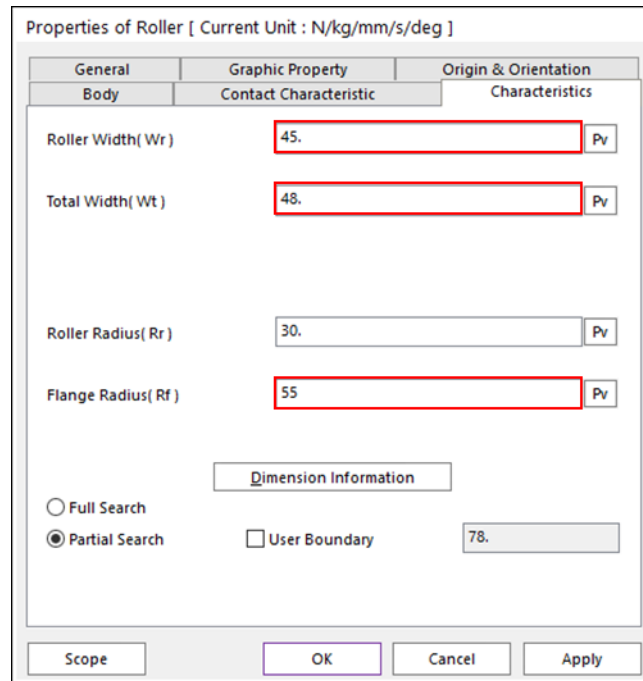 Properties of Roller [ Current Unit : N/kg/mm/s/deg ]
General Graphic Property Origin & Orientation
Body Contact Characteristic Characteristics
Roller Width( Wr ) 45. Pv
Total Width( Wt ) 48. Pv
Roller Radius( Rr ) 30. Pv
Flange Radius( Rf ) 55 Pv
Dimension Information
Full Search
Partial Search User Boundary 78.
Scope OK Cancel Apply